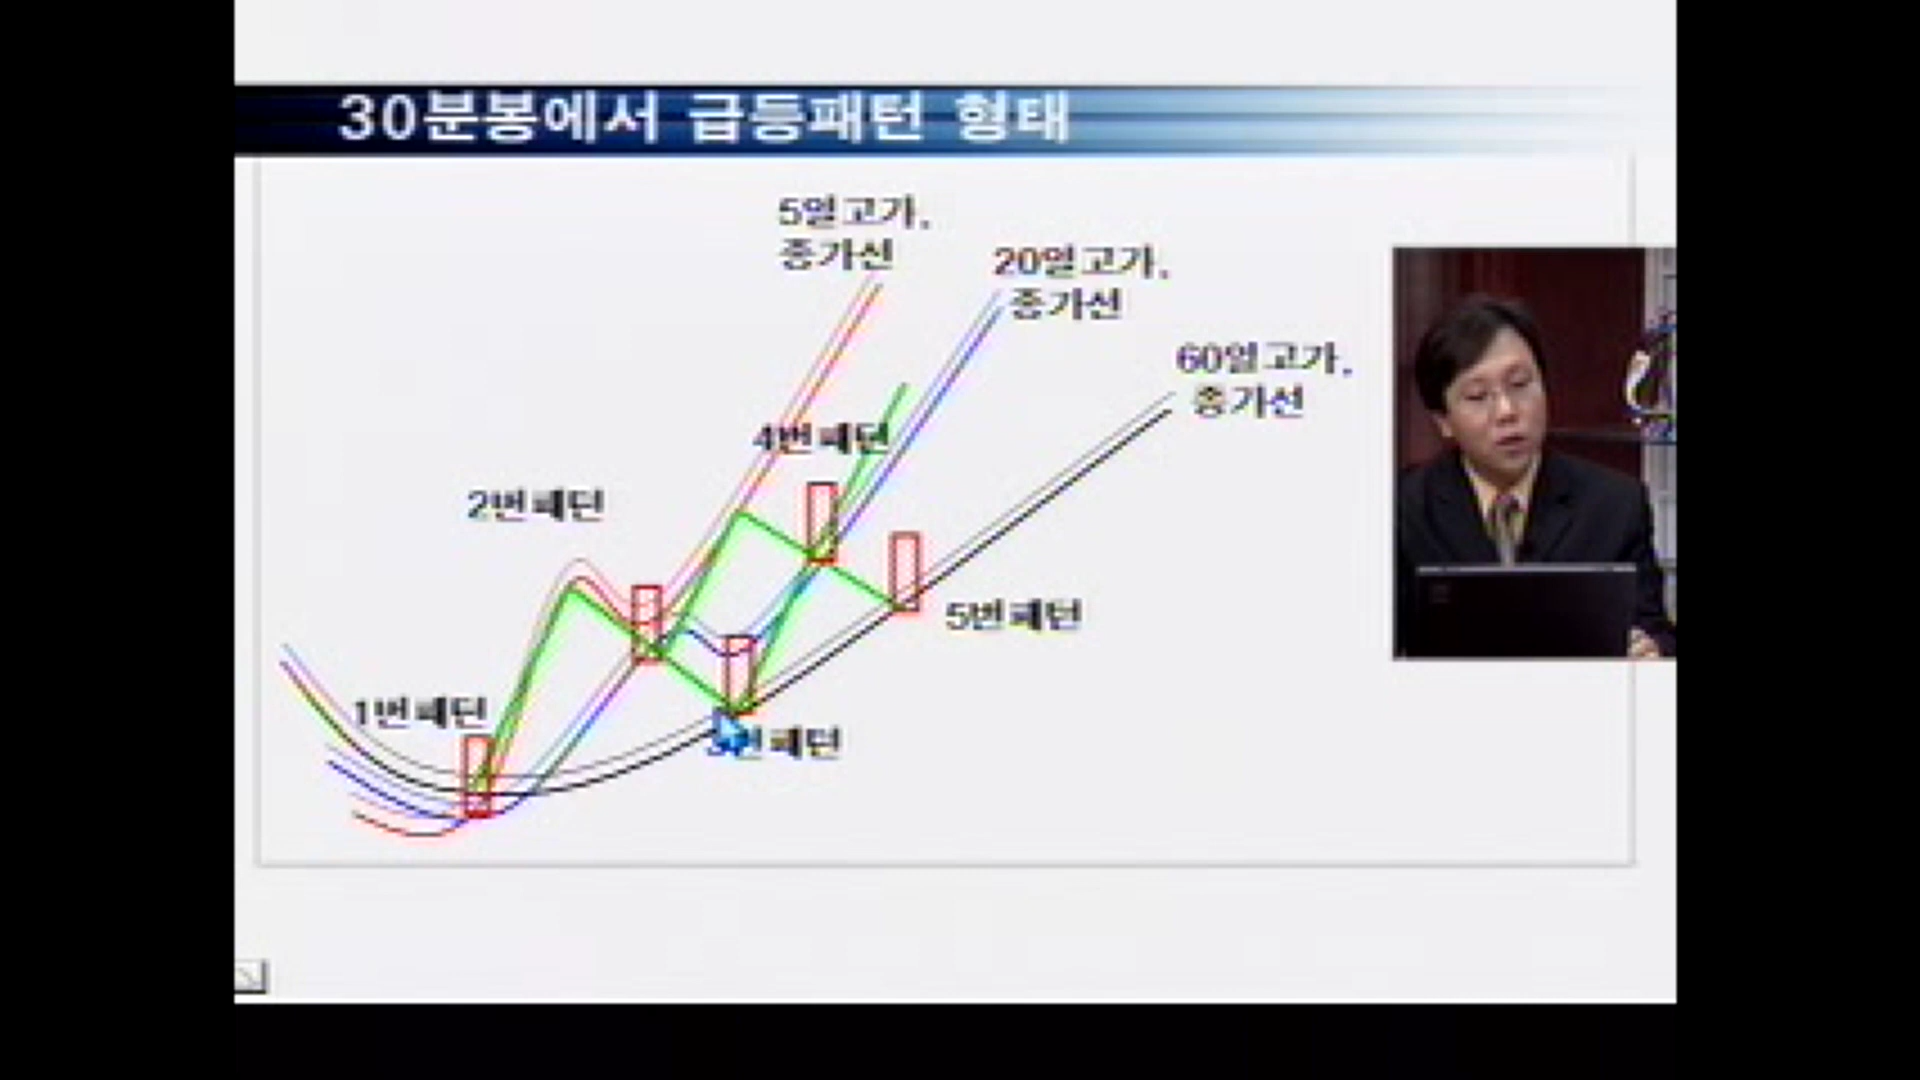 30분봉에서 급등패턴 형태
5일고가,
종가선
20일고가,
종가선
60일고가,
종가선
4번패턴
2번패턴
5번패턴
1번패턴
3번패턴